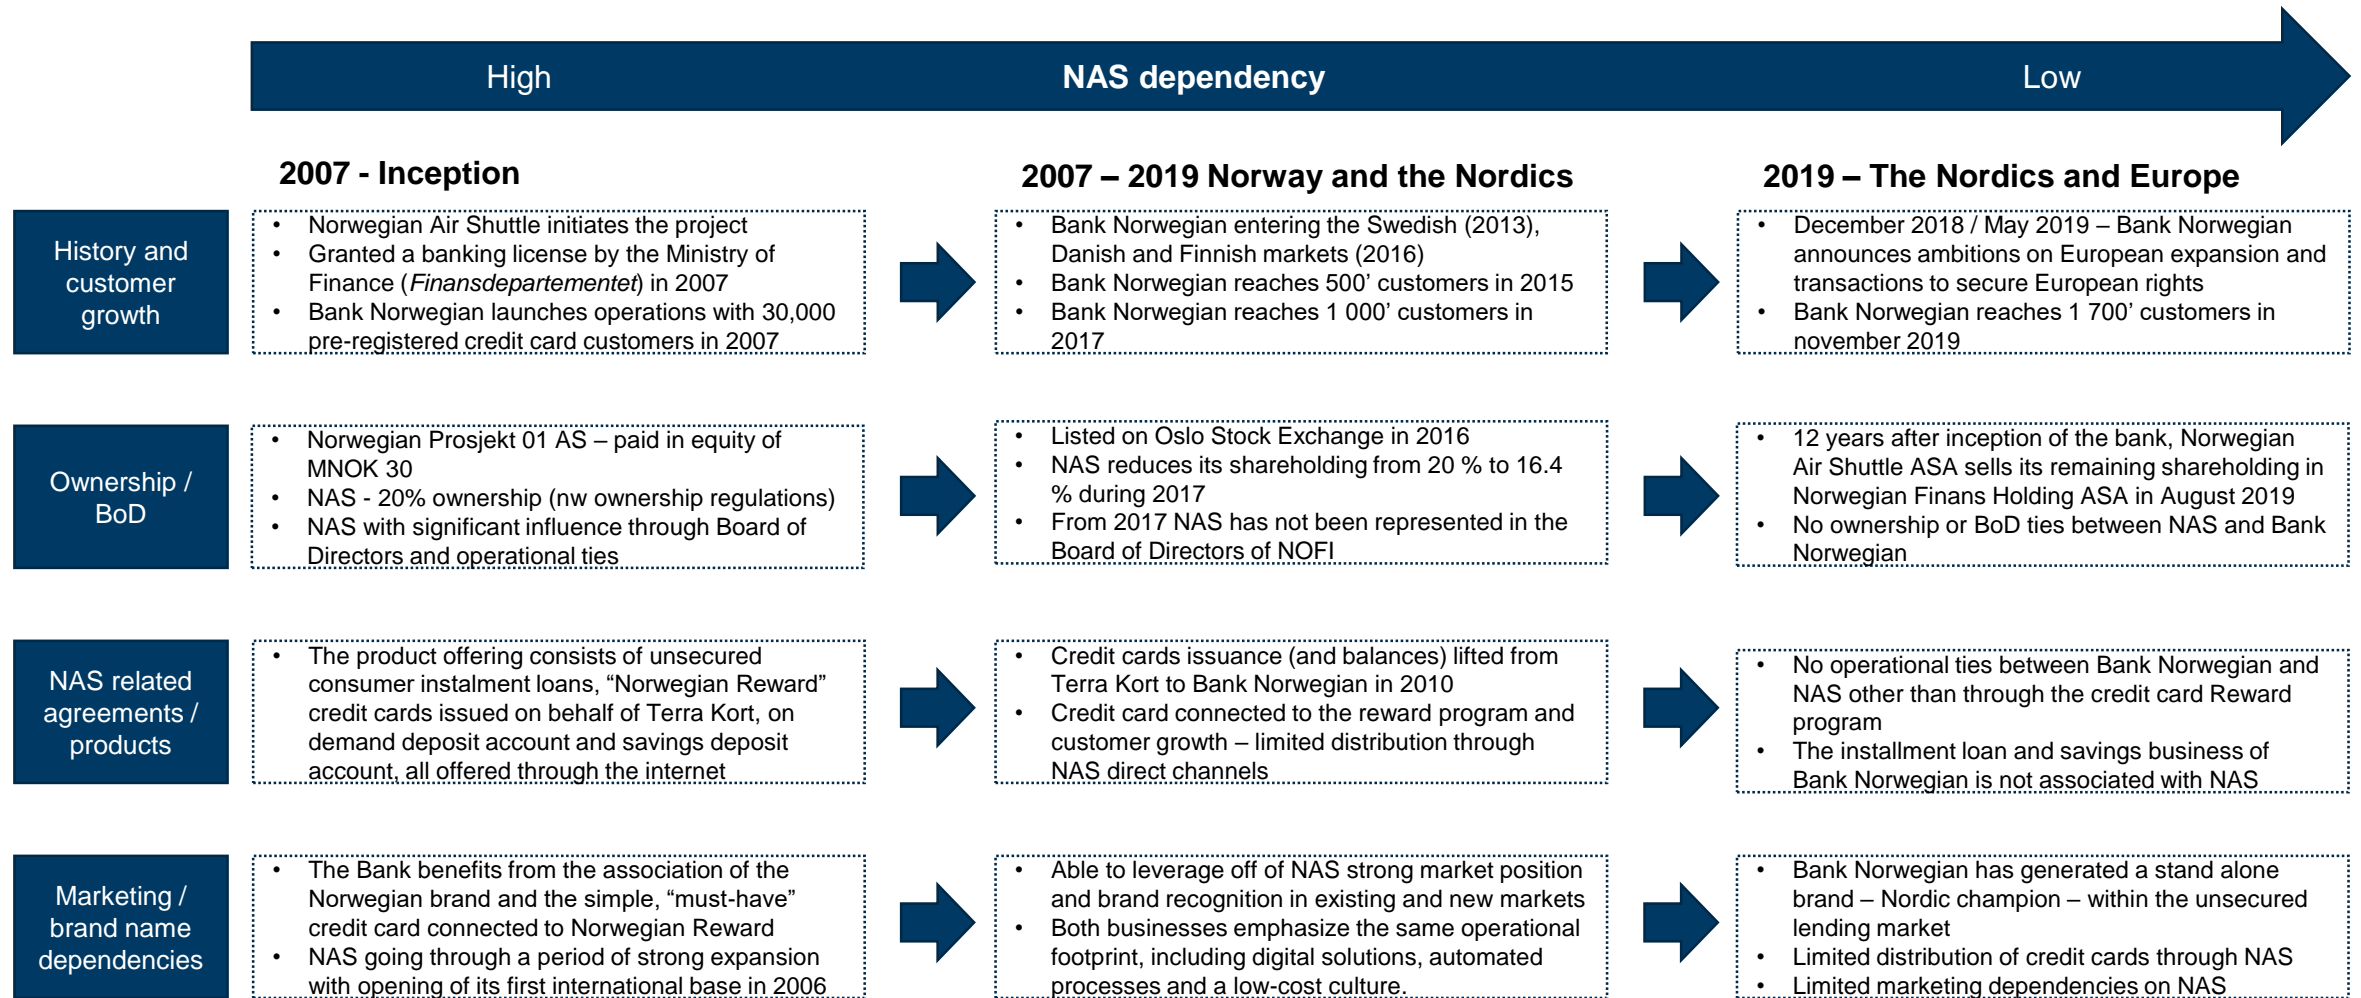 High
NAS dependency
Low
2007 - Inception
2007 – 2019 Norway and the Nordics
2019 – The Nordics and Europe
History and
customer
growth
• Norwegian Air Shuttle initiates the project
• Granted a banking license by the Ministry of
Finance (Finansdepartementet) in 2007
• Bank Norwegian launches operations with 30,000
pre-registered credit card customers in 2007
• Bank Norwegian entering the Swedish (2013),
Danish and Finnish markets (2016)
• Bank Norwegian reaches 500’ customers in 2015
• Bank Norwegian reaches 1 000’ customers in
2017
• December 2018 / May 2019 – Bank Norwegian
announces ambitions on European expansion and
transactions to secure European rights
• Bank Norwegian reaches 1 700’ customers in
november 2019
Ownership /
BoD
• Norwegian Prosjekt 01 AS – paid in equity of
MNOK 30
• NAS - 20% ownership (nw ownership regulations)
• NAS with significant influence through Board of
Directors and operational ties
• Listed on Oslo Stock Exchange in 2016
• NAS reduces its shareholding from 20 % to 16.4
% during 2017
• From 2017 NAS has not been represented in the
Board of Directors of NOFI
• 12 years after inception of the bank, Norwegian
Air Shuttle ASA sells its remaining shareholding in
Norwegian Finans Holding ASA in August 2019
• No ownership or BoD ties between NAS and Bank
Norwegian
NAS related
agreements /
products
• The product offering consists of unsecured
consumer instalment loans, “Norwegian Reward”
credit cards issued on behalf of Terra Kort, on
demand deposit account and savings deposit
account, all offered through the internet
• Credit cards issuance (and balances) lifted from
Terra Kort to Bank Norwegian in 2010
• Credit card connected to the reward program and
customer growth – limited distribution through
NAS direct channels
• No operational ties between Bank Norwegian and
NAS other than through the credit card Reward
program
• The installment loan and savings business of
Bank Norwegian is not associated with NAS
Marketing /
brand name
dependencies
• The Bank benefits from the association of the
Norwegian brand and the simple, “must-have”
credit card connected to Norwegian Reward
• NAS going through a period of strong expansion
with opening of its first international base in 2006
• Able to leverage off of NAS strong market position
and brand recognition in existing and new markets
• Both businesses emphasize the same operational
footprint, including digital solutions, automated
processes and a low-cost culture.
• Bank Norwegian has generated a stand alone
brand – Nordic champion – within the unsecured
lending market
• Limited distribution of credit cards through NAS
• Limited marketing dependencies on NAS